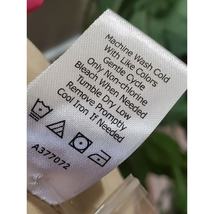 Machine Wash Cold
With Like Colors
Gentle Cycle
Only Non-chlorine
Bleach When Needed
Tumble Dry Low
Remove Promptly
Cool Iron If Needed
A377072